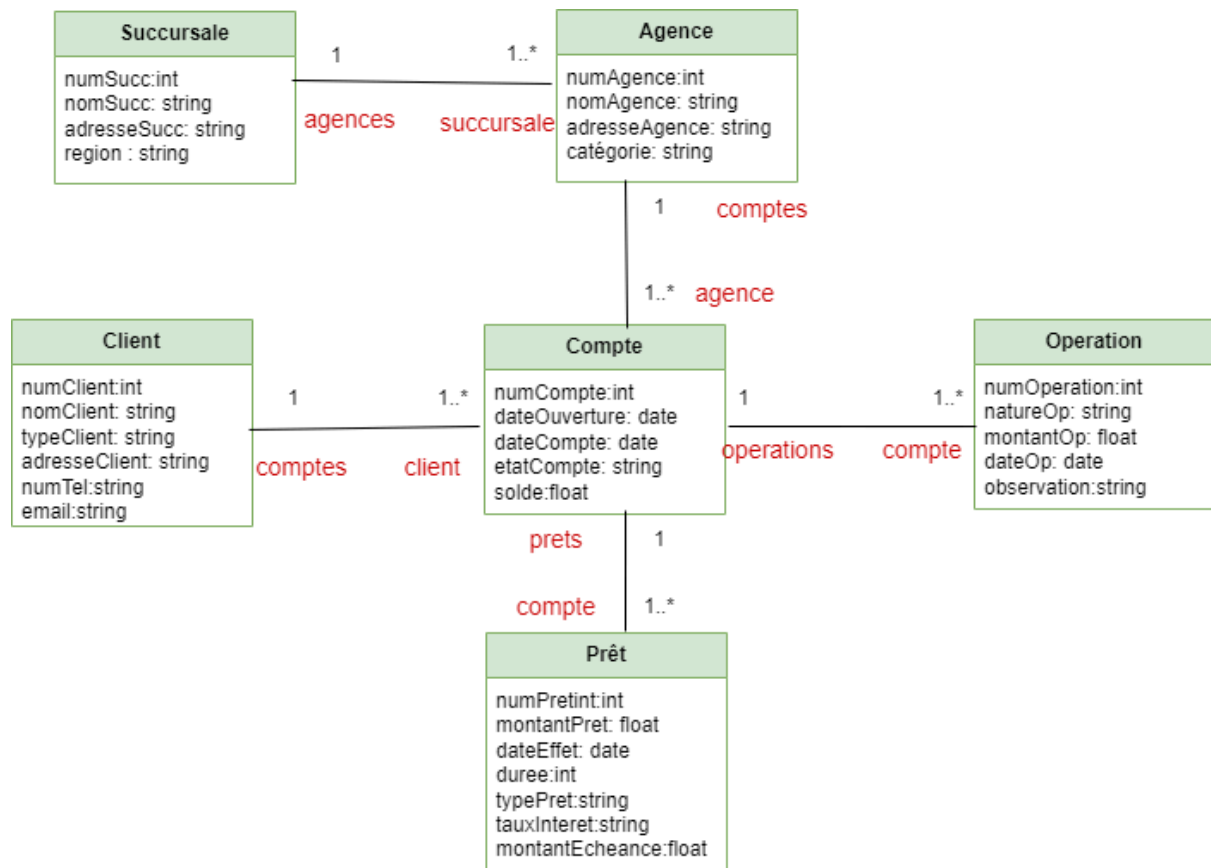 Succursale
numSucc:int
nomSucc: string
adresseSucc: string
region : string
1
1..*
agences
succursale
Agence
numAgence:int
nomAgence: string
adresseAgence: string
catégorie: string
1
comptes
1..*
agence
Client
numClient:int
nomClient: string
typeClient: string
adresseClient: string
numTel:string
email:string
1
1..*
comptes
client
Compte
numCompte:int
dateOuverture: date
dateCompte: date
etatCompte: string
solde:float
1
1..*
operations
compte
Operation
numOperation:int
natureOp: string
montantOp: float
dateOp: date
observation:string
prets
1
compte
1..*
Prêt
numPretint:int
montantPret: float
dateEffet: date
duree:int
typePret:string
tauxInteret:string
montantEcheance:float